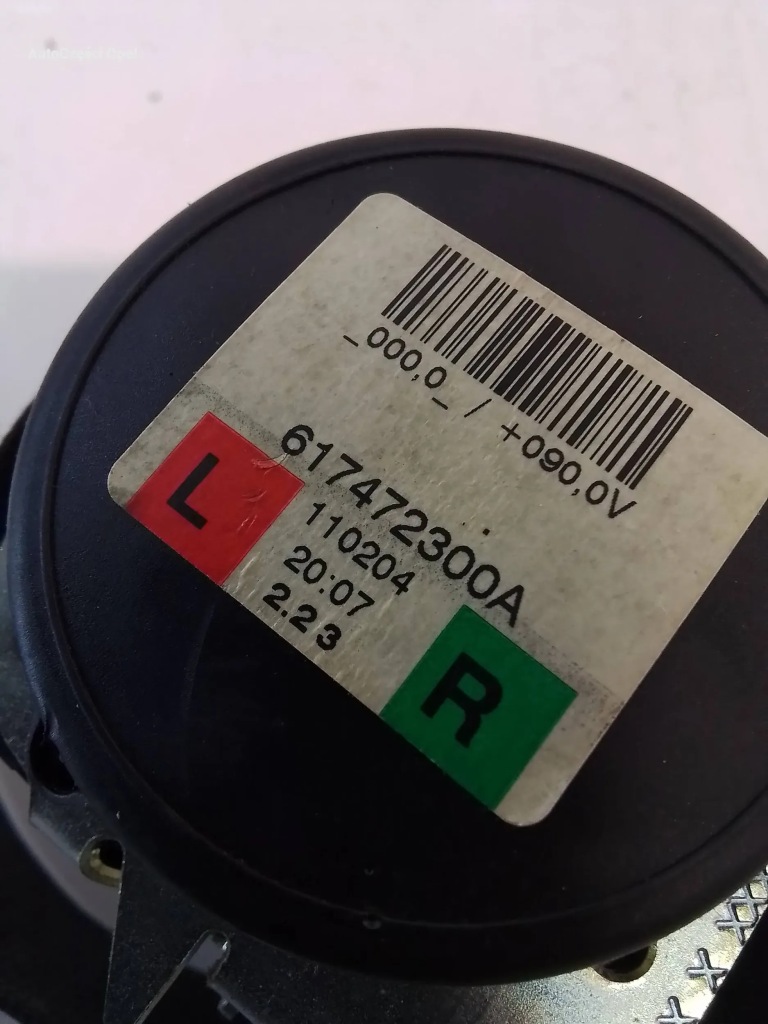 _000,0_ / +090,0V
617472300A
110204
20:07
2.23
L
R